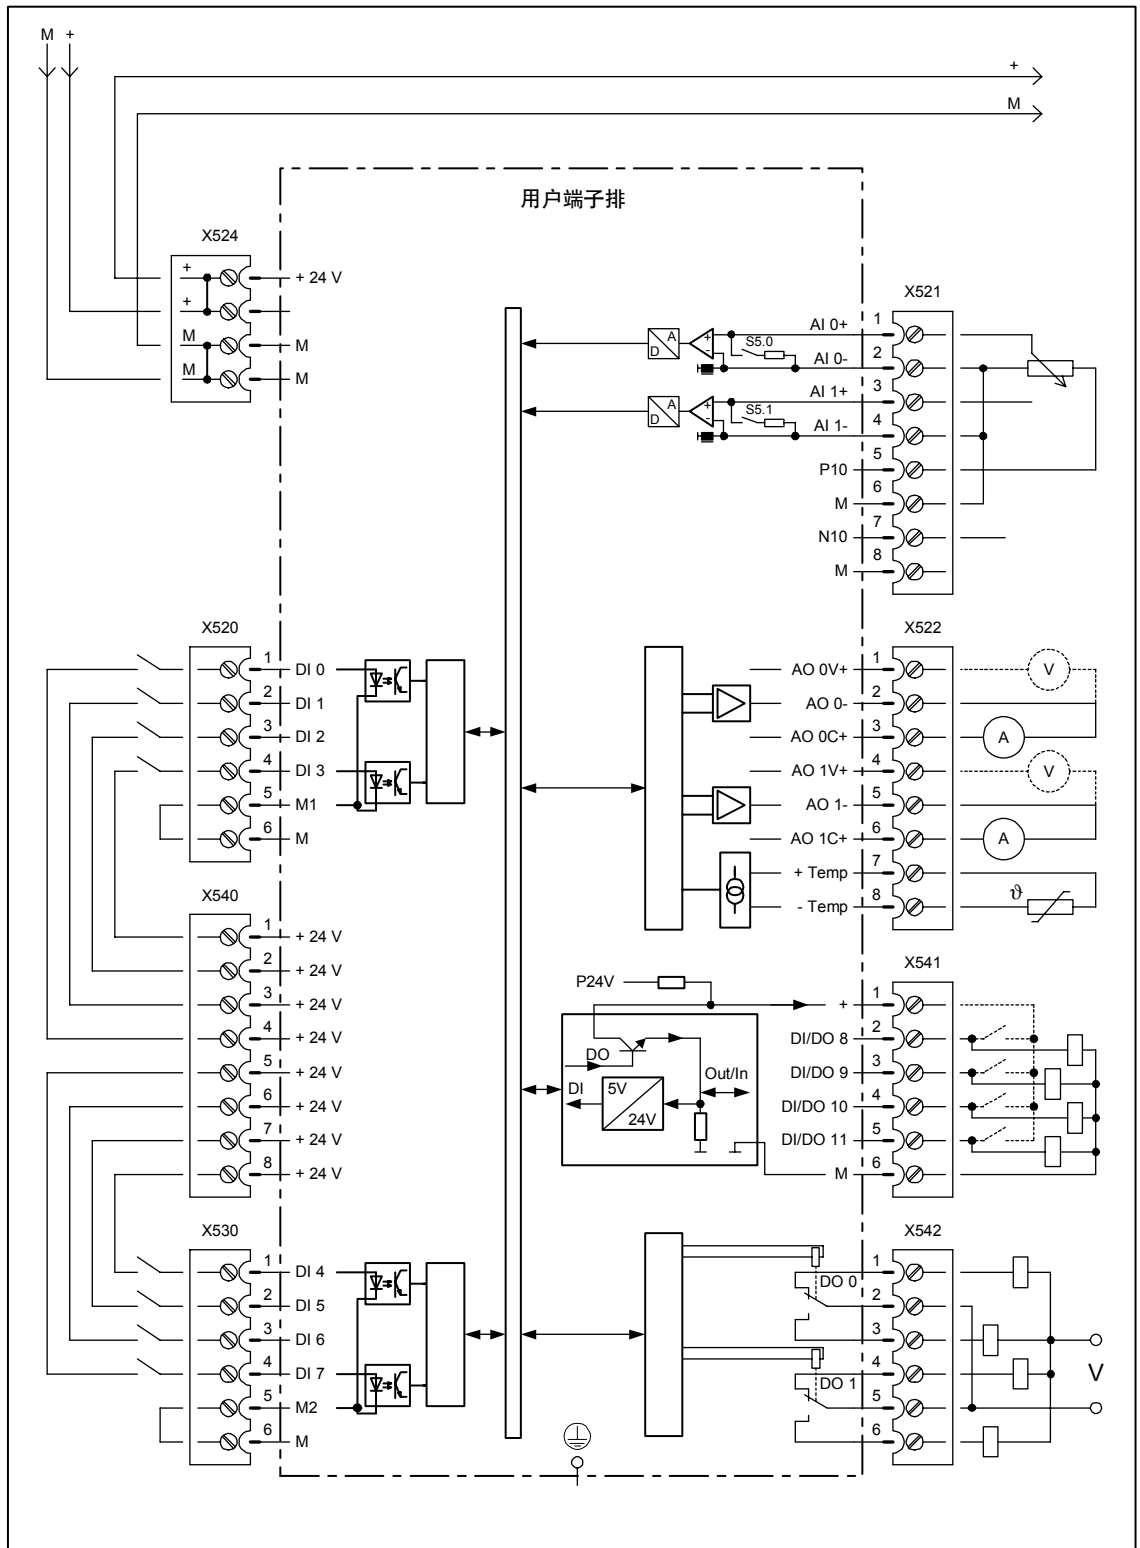 M +
+
M
用户端子排
X524
+
+ 24 V
+
M
M
M
M
X521
1
AI 0+
S5.0
A
D
+
-
2
AI 0-
3
AI 1+
S5.1
A
D
+
-
4
AI 1-
5
P10
6
M
7
N10
8
M
X520
1
DI 0
2
DI 1
3
DI 2
4
DI 3
5
M1
6
M
X522
1
AO 0V+
V
2
AO 0-
3
AO 0C+
A
4
AO 1V+
V
5
AO 1-
6
AO 1C+
A
7
+ Temp
8
- Temp
ϑ
X540
1
+ 24 V
2
+ 24 V
3
+ 24 V
4
+ 24 V
5
+ 24 V
6
+ 24 V
7
+ 24 V
8
+ 24 V
X541
P24V
1
+
2
DI/DO 8
DO
3
DI/DO 9
Out/In
DI
5V
24V
4
DI/DO 10
5
DI/DO 11
6
M
X530
1
DI 4
2
DI 5
3
DI 6
4
DI 7
5
M2
6
M
X542
1
DO 0
2
3
4
DO 1
5
6
V